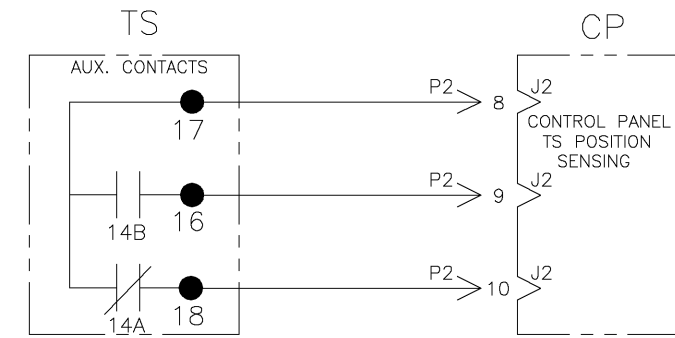 TS
CP
AUX. CONTACTS
P2
8
J2
17
CONTROL PANEL
TS POSITION
SENSING
P2
9
J2
16
14B
P2
10
J2
18
14A